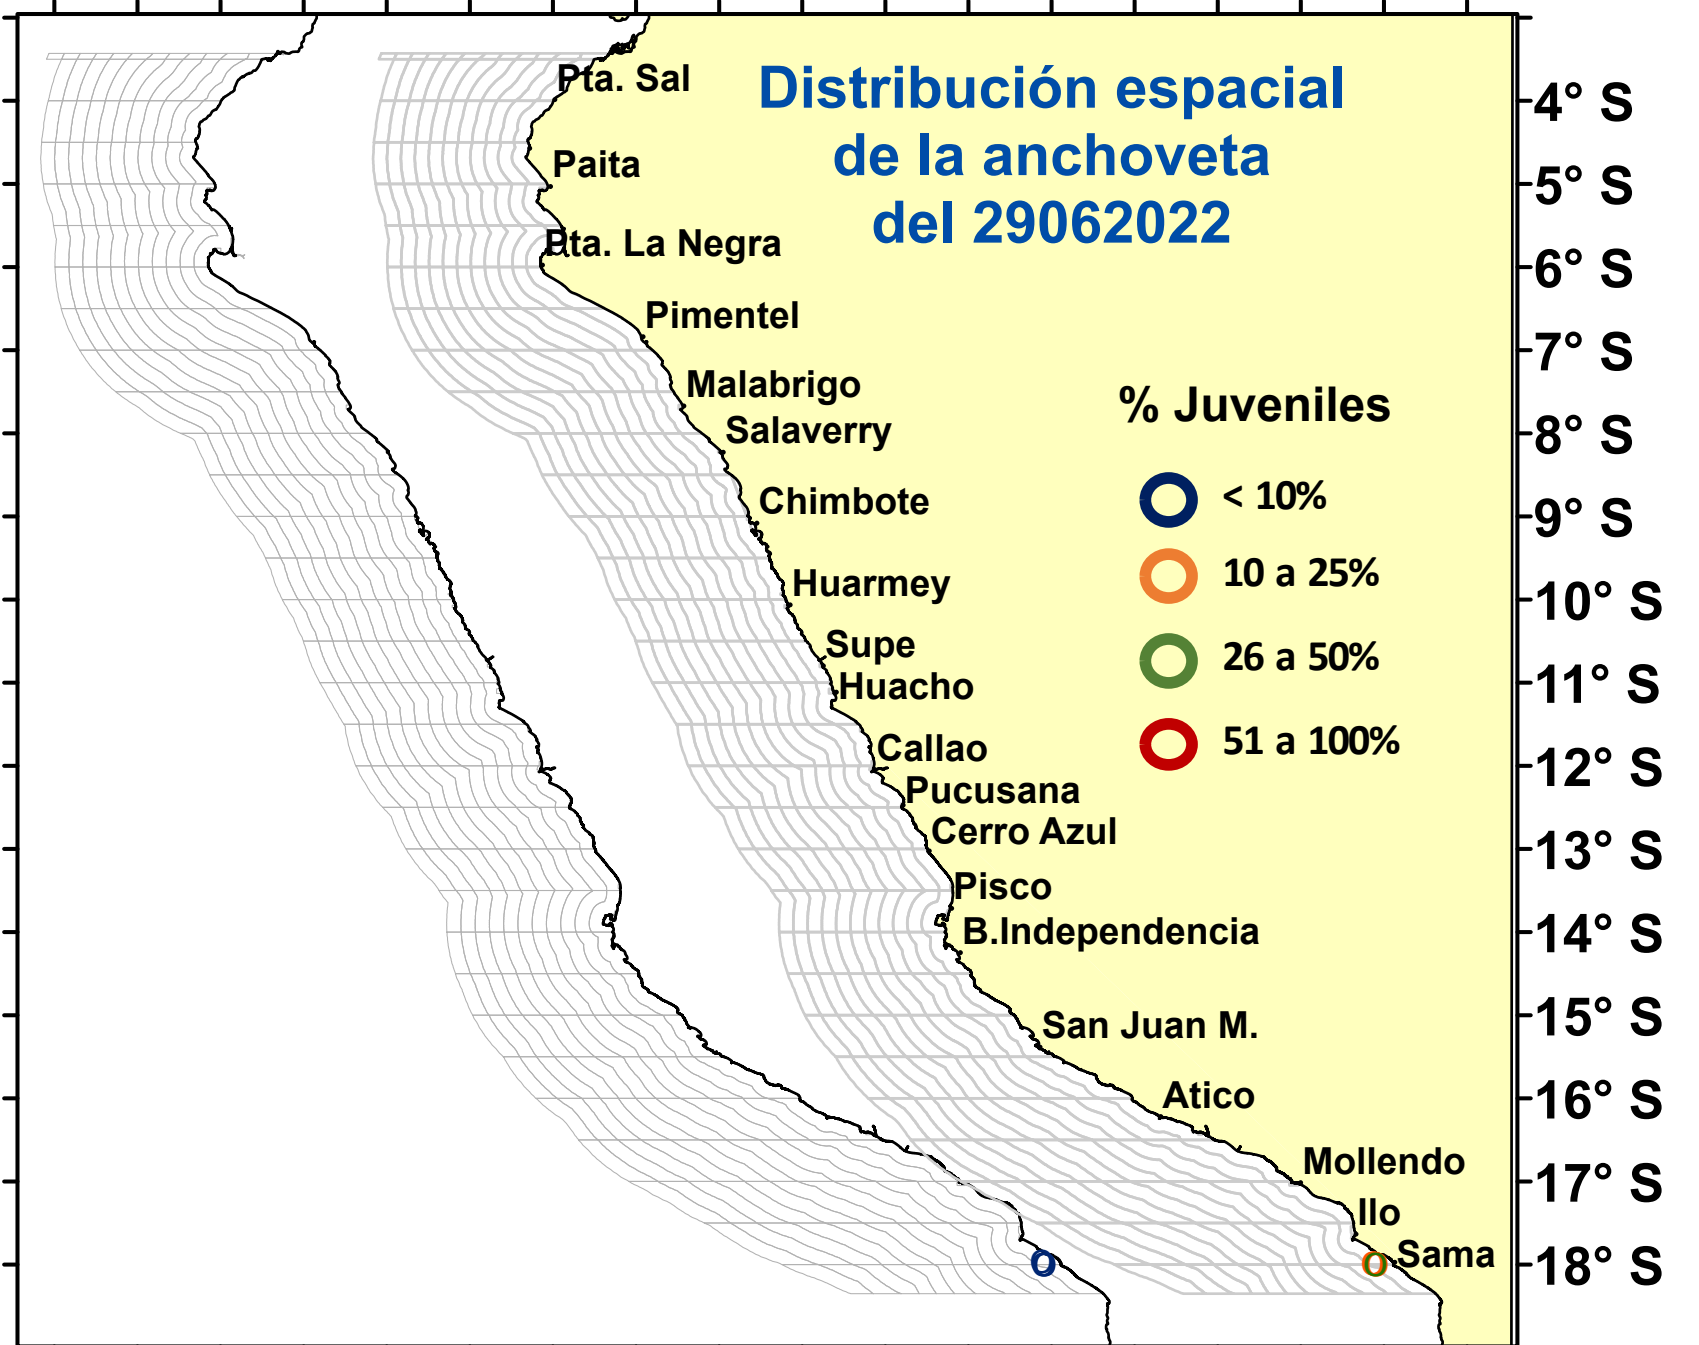 Distribución espacial
de la anchoveta
del 29062022
Pta. Sal
Paita
Pta. La Negra
Pimentel
Malabrigo
Salaverry
Chimbote
Huarmey
Supe
Huacho
Callao
Pucusana
Cerro Azul
Pisco
B.Independencia
San Juan M.
Atico
Mollendo
Ilo
Sama
% Juveniles
< 10%
10 a 25%
26 a 50%
51 a 100%
4° S
5° S
6° S
7° S
8° S
9° S
10° S
11° S
12° S
13° S
14° S
15° S
16° S
17° S
18° S